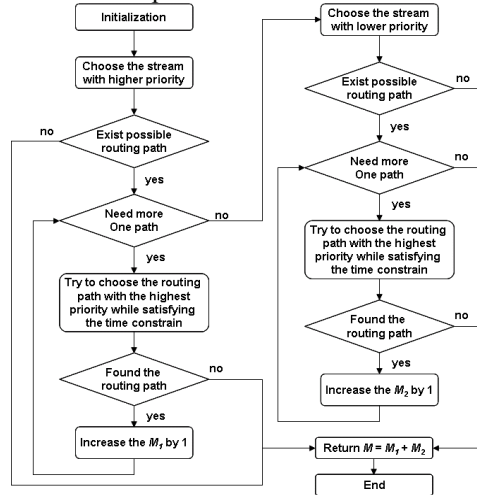 Initialization
Choose the stream
with higher priority
no
Exist possible
routing path
yes
Need more
One path
no
yes
Try to choose the routing
path with the highest
priority while satisfying
the time constrain
Found the
routing path
no
yes
Increase the M1 by 1
Choose the stream
with lower priority
Exist possible
routing path
no
yes
Need more
One path
no
yes
Try to choose the routing
path with the highest
priority while satisfying
the time constrain
Found the
routing path
no
yes
Increase the M2 by 1
Return M = M1 + M2
End